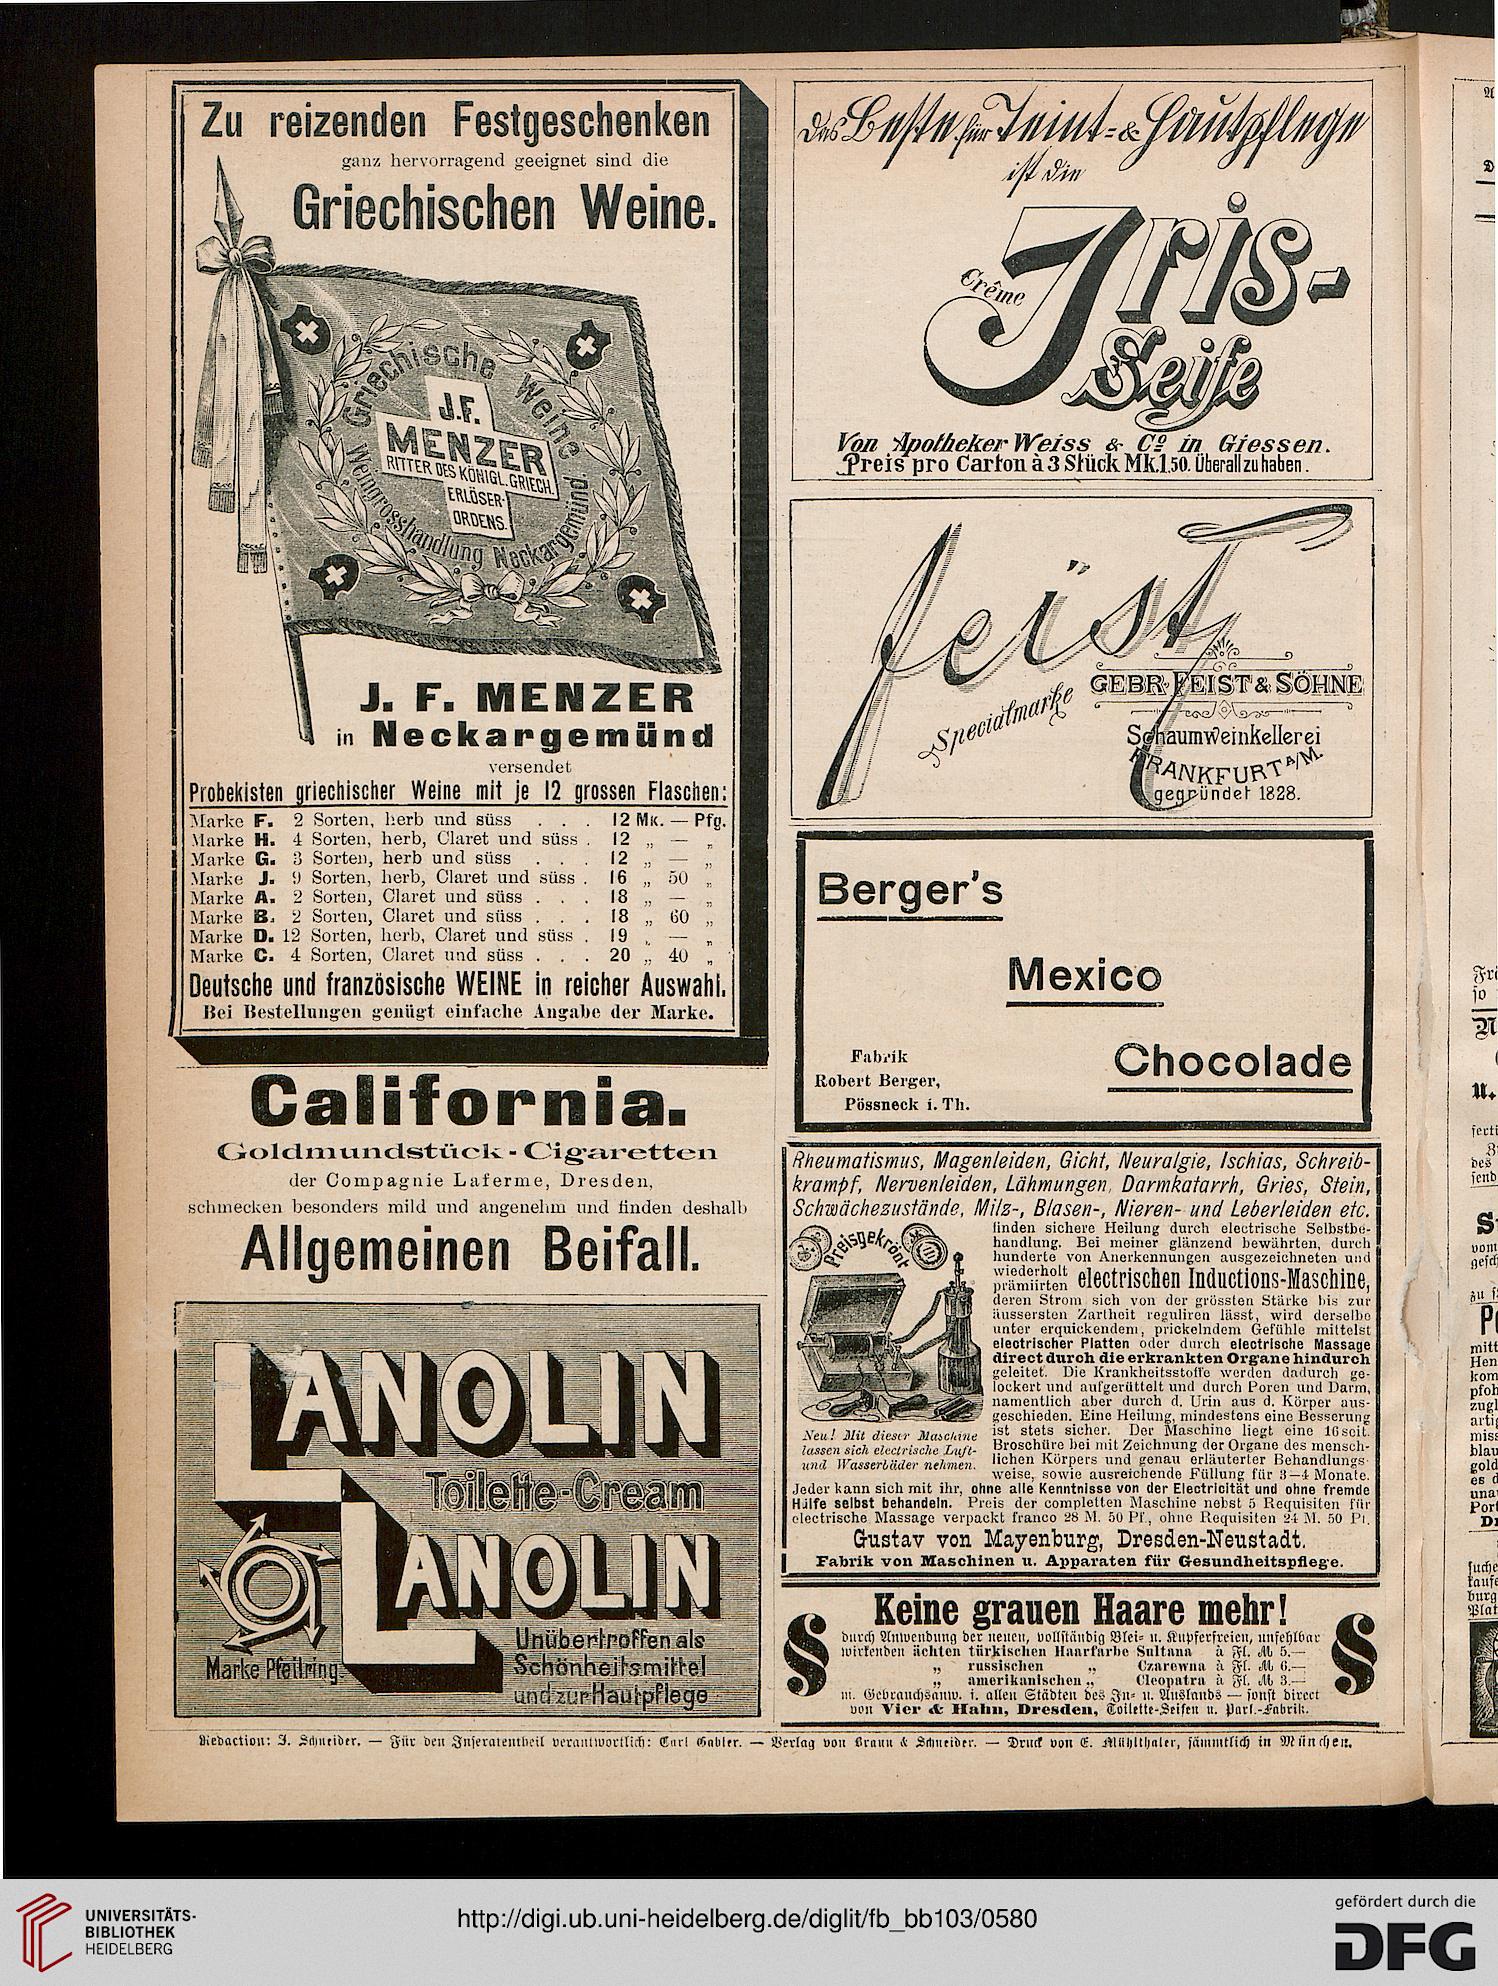 Zu reizenden Festgeschenken
ganz hervorragend geeignet sind die
Griechischen Weine.
Griechische Weine
J.F.
MENZER
RITTER DES KÖNIGL. GRIECH.
ERLÖSER-
ORDENS.
Weingrosshandlung Neckargemünd.
J. F. MENZER
in Neckargemünd
versendet
Probekisten griechischer Weine mit je 12 grossen Flaschen:
Marke F. 2 Sorten, herb und süss . . . 12 Mk. — Pfg.
Marke H. 4 Sorten, herb, Claret und süss . 12 „ — „
Marke G. 3 Sorten, herb und süss . . . 12 „ — „
Marke J. 9 Sorten, herb, Claret und süss . 16 „ 50 „
Marke A. 2 Sorten, Claret und süss . . . 18 „ — „
Marke B. 2 Sorten, Claret und süss . . . 18 „ 60 „
Marke D. 12 Sorten, herb, Claret und süss . 19 „ — „
Marke C. 4 Sorten, Claret und süss . . . 20 „ 40 „
Deutsche und französische WEINE in reicher Auswahl.
Bei Bestellungen genügt einfache Angabe der Marke.
California.
Goldmundstück-Cigaretten
der Compagnie Laferme, Dresden,
schmecken besonders mild und angenehm und finden deshalb
Allgemeinen Beifall.
LANOLIN
Toilette-Cream
LANOLIN
Unübertroffen als
Schönheitsmittel
und zur Hautpflege
Marke Pfeilring.
Das Beste für Teint- & Hautpflege
ist die
Crême
Iris-
Seife
Von Apotheker Weiss & Co in Giessen.
Preis pro Carton à 3 Stück Mk.1.50. Überall zu haben.
feist
Specialmarke
GEBR. FEIST & SÖHNE
Schaumweinkellerei
FRANKFURT A/M.
gegründet 1828.
Berger's
Mexico
Chocolade
Fabrik
Robert Berger,
Pössneck i. Th.
Rheumatismus, Magenleiden, Gicht, Neuralgie, Ischias, Schreib-
krampf, Nervenleiden, Lähmungen, Darmkatarrh, Gries, Stein,
Schwächezustände, Milz-, Blasen-, Nieren- und Leberleiden etc.
Preisgekrönt
finden sichere Heilung durch electrische Selbstbe-
handlung. Bei meiner glänzend bewährten, durch
hunderte von Anerkennungen ausgezeichneten und
wiederholt prämiirten electrischen Inductions-Maschine,
deren Strom sich von der grössten Stärke bis zur
äussersten Zartheit reguliren lässt, wird derselbe
unter erquickendem, prickelndem Gefühle mittelst
electrischer Platten oder durch electrische Massage
direct durch die erkrankten Organe hindurch
geleitet. Die Krankheitsstoffe werden dadurch ge-
lockert und aufgerüttelt und durch Poren und Darm,
namentlich aber durch d. Urin aus d. Körper aus-
geschieden. Eine Heilung, mindestens eine Besserung
ist stets sicher. Der Maschine liegt eine 16seit.
Broschüre bei mit Zeichnung der Organe des mensch-
lichen Körpers und genau erläuterter Behandlungs-
weise, sowie ausreichende Füllung für 3—4 Monate.
Neu! Mit dieser Maschine
lassen sich electrische Luft-
und Wasserbäder nehmen.
Jeder kann sich mit ihr, ohne alle Kenntnisse von der Electricität und ohne fremde
Hilfe selbst behandeln. Preis der completten Maschine nebst 5 Requisiten für
electrische Massage verpackt franco 28 M. 50 Pf., ohne Requisiten 24 M. 50 Pf.
Gustav von Mayenburg, Dresden-Neustadt.
Fabrik von Maschinen u. Apparaten für Gesundheitspflege.
§ Keine grauen Haare mehr! §
durch Anwendung der neuen, vollständig Blei- u. Kupferfreien, unfehlbar
wirkenden ächten türkischen Haarfarbe Sultana à Fl. M 5.—
„ russischen „ Czarewna à Fl. M 6.—
„ amerikanischen „ Cleopatra à Fl. M 3.—
m. Gebrauchsanw. i. allen Städten des In- u. Auslands — sonst direct
von Vier & Hahn, Dresden, Toilette-Seifen u. Parf.-Fabrik.
Redaction: J. Schneider. — Für den Inseratentheil verantwortlich: Carl Gabler. — Verlag von Braun & Schneider. — Druck von E. Mühlthaler, sämmtlich in München.
UNIVERSITÄTS-
BIBLIOTHEK
HEIDELBERG
http://digi.ub.uni-heidelberg.de/diglit/fb_bb103/0580
gefördert durch die
DFG